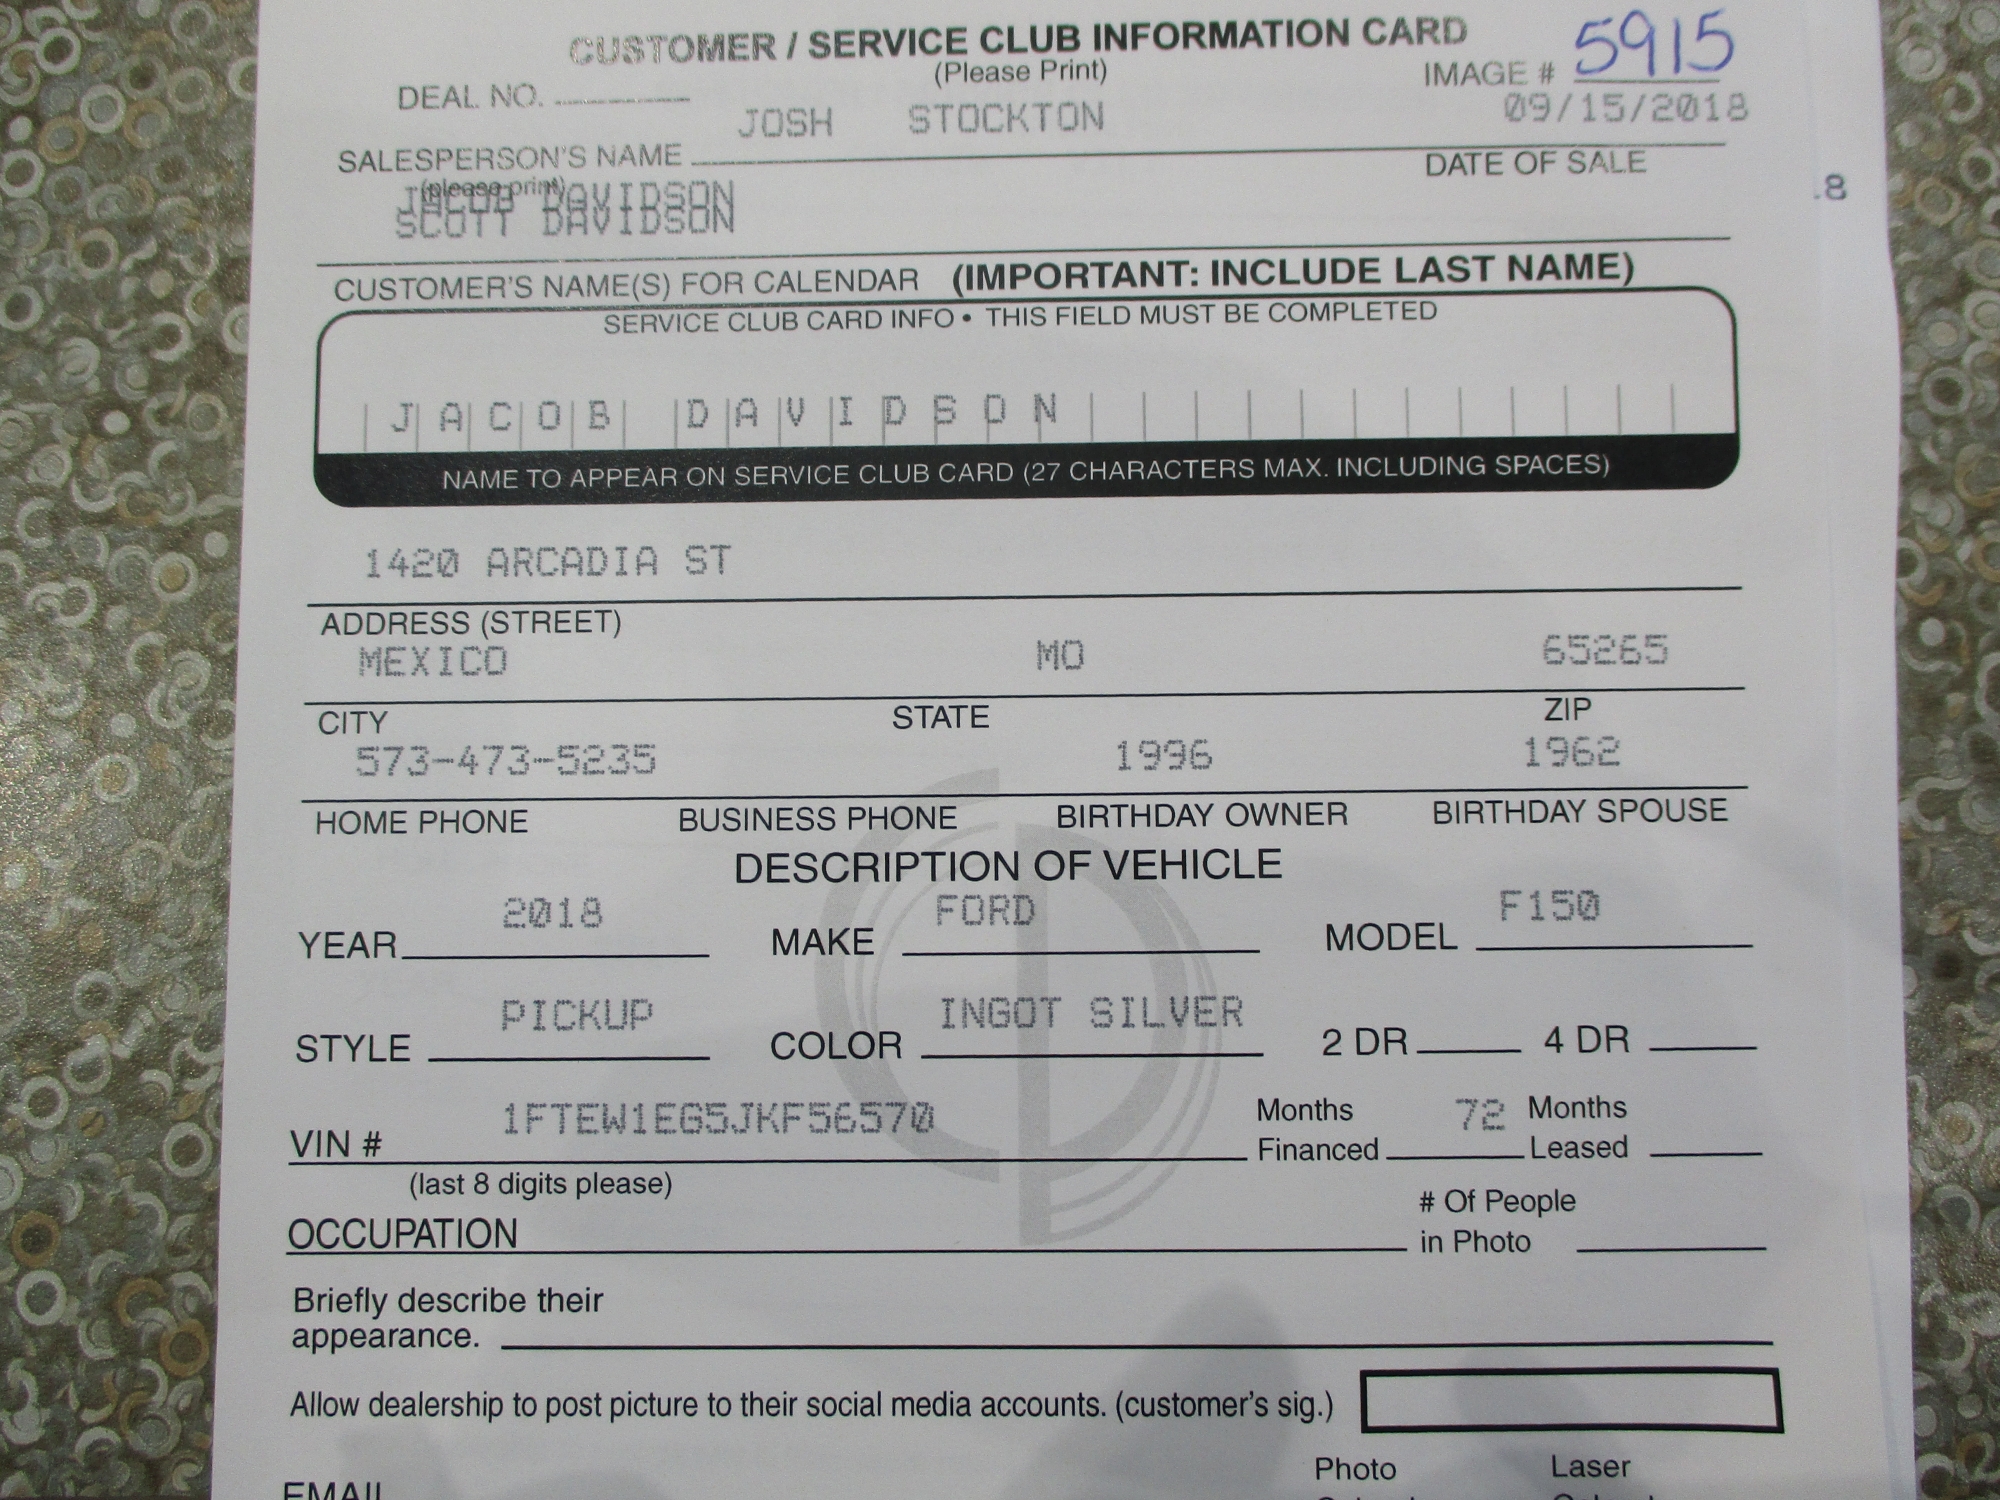 CUSTOMER / SERVICE CLUB INFORMATION CARD
(Please Print)
IMAGE # 5915
DEAL NO.
JOSH STOCKTON
09/15/2018
SALESPERSON'S NAME
DATE OF SALE
(please print)
.8
JACOB DAVIDSON
SCOTT DAVIDSON
CUSTOMER'S NAME(S) FOR CALENDAR (IMPORTANT: INCLUDE LAST NAME)
SERVICE CLUB CARD INFO • THIS FIELD MUST BE COMPLETED
JACOB DAVIDSON
NAME TO APPEAR ON SERVICE CLUB CARD (27 CHARACTERS MAX. INCLUDING SPACES)
1420 ARCADIA ST
ADDRESS (STREET)
MEXICO MO 65265
CITY STATE ZIP
573-473-5235 1996 1962
HOME PHONE BUSINESS PHONE BIRTHDAY OWNER BIRTHDAY SPOUSE
DESCRIPTION OF VEHICLE
YEAR 2018 MAKE FORD MODEL F150
STYLE PICKUP COLOR INGOT SILVER 2 DR 4 DR
VIN # 1FTEW1EG5JKF56570 Months Financed 72 Months Leased
(last 8 digits please)
OCCUPATION # Of People in Photo
Briefly describe their
appearance.
Allow dealership to post picture to their social media accounts. (customer's sig.)
Photo Laser
EMAIL